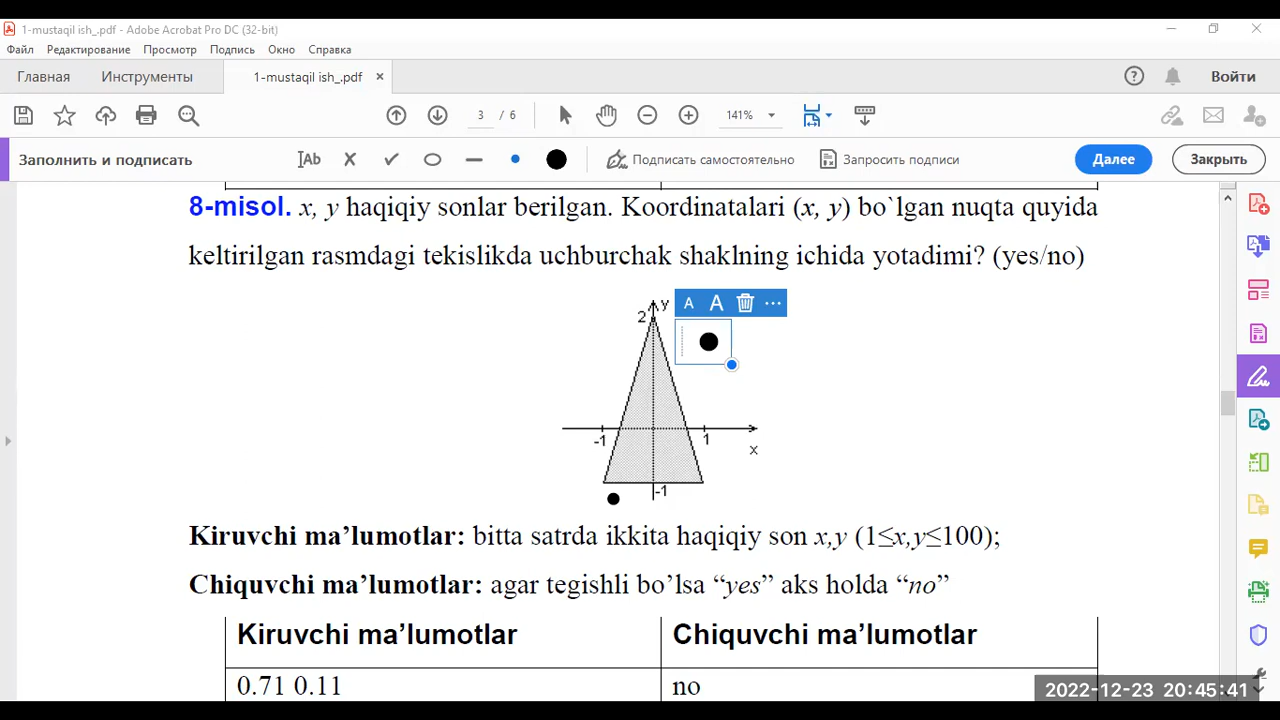 1-mustaqil ish_.pdf - Adobe Acrobat Pro DC (32-bit)
Файл Редактирование Просмотр Подпись Окно Справка
Главная Инструменты 1-mustaqil ish_.pdf × Войти
3 / 6 141%
Заполнить и подписать Ab Подписать самостоятельно Запросить подписи Далее Закрыть
8-misol. x, y haqiqiy sonlar berilgan. Koordinatalari (x, y) bo`lgan nuqta quyida
keltirilgan rasmdagi tekislikda uchburchak shaklning ichida yotadimi? (yes/no)
A A ...
2 y
-1 1
x
-1
Kiruvchi ma’lumotlar: bitta satrda ikkita haqiqiy son x,y (1≤x,y≤100);
Chiquvchi ma’lumotlar: agar tegishli bo’lsa “yes” aks holda “no”
Kiruvchi ma’lumotlar Chiquvchi ma’lumotlar
0.71 0.11 no
2022-12-23 20:45:41